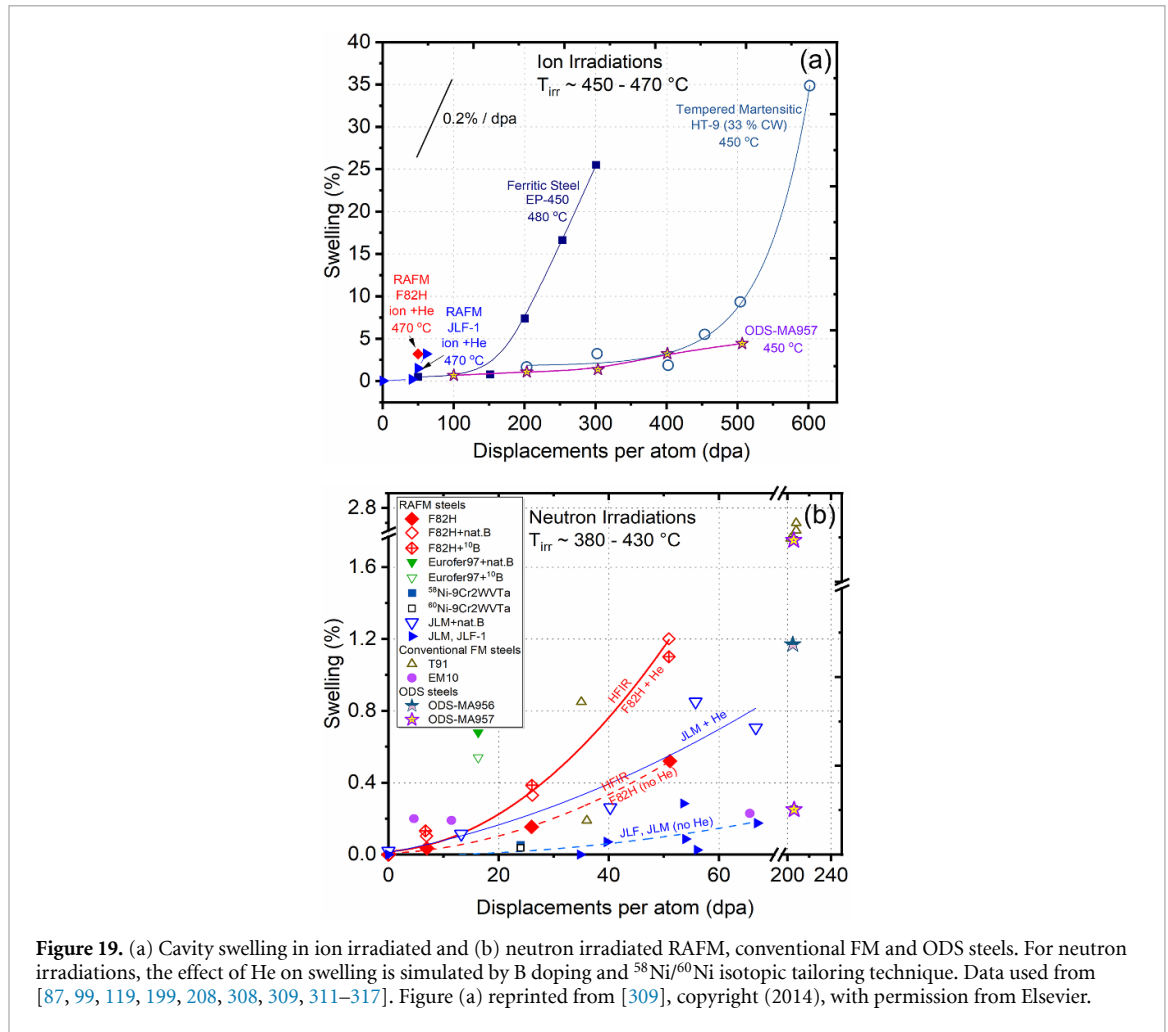 (a)
Ion Irradiations
T_irr ~ 450 - 470 °C
0.2% / dpa
Tempered Martensitic
HT-9 (33 % CW)
450 °C
Ferritic Steel
EP-450
480 °C
RAFM
F82H
ion +He
470 °C
RAFM
JLF-1
ion +He
470 °C
ODS-MA957
450 °C
40
35
30
25
20
15
10
5
0
Swelling (%)
0 100 200 300 400 500 600
Displacements per atom (dpa)
(b)
Neutron Irradiations
T_irr ~ 380 - 430 °C
RAFM steels
F82H
F82H+nat.B
F82H+¹⁰B
Eurofer97+nat.B
Eurofer97+¹⁰B
⁵⁸Ni-9Cr2WVTa
⁶⁰Ni-9Cr2WVTa
JLM+nat.B
JLM, JLF-1
Conventional FM steels
T91
EM10
ODS steels
ODS-MA956
ODS-MA957
HFIR
F82H + He
JLM + He
HFIR
F82H (no He)
JLF, JLM (no He)
2.8
1.6
1.2
0.8
0.4
0.0
Swelling (%)
0 20 40 60 200 240
Displacements per atom (dpa)
Figure 19. (a) Cavity swelling in ion irradiated and (b) neutron irradiated RAFM, conventional FM and ODS steels. For neutron
irradiations, the effect of He on swelling is simulated by B doping and ⁵⁸Ni/⁶⁰Ni isotopic tailoring technique. Data used from
[87, 99, 119, 199, 208, 308, 309, 311–317]. Figure (a) reprinted from [309], copyright (2014), with permission from Elsevier.